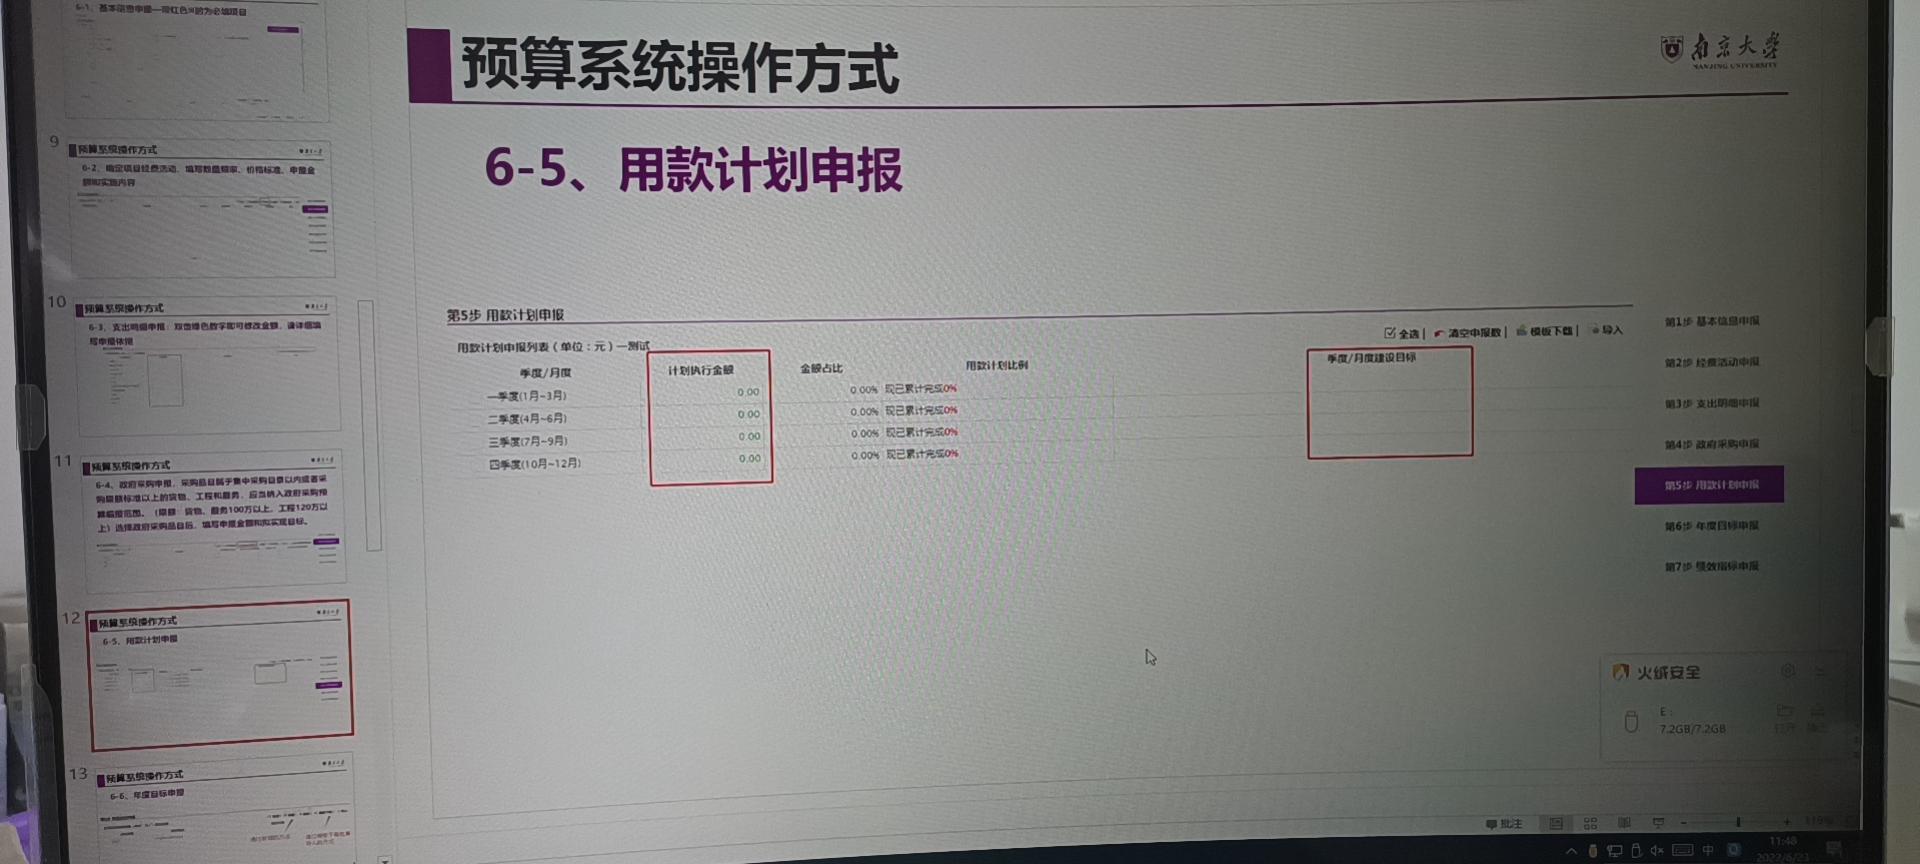 6-1、基本信息申报—带红色*的为必填项目
9
预算系统操作方式
6-2、确定项目经费活动，填写数量频率、价格标准、申报金
额和实施内容
10
预算系统操作方式
6-3、支出明细申报：双击绿色数字即可修改金额，请详细填
写申报依据
11
预算系统操作方式
6-4、政府采购申报，采购品目属于集中采购目录以内或者采
购限额标准以上的货物、工程和服务，应当纳入政府采购预
算编报范围。（限额：货物、服务100万以上，工程120万以
上）选择政府采购品目后，填写申报金额和拟实现目标。
12
预算系统操作方式
6-5、用款计划申报
13
预算系统操作方式
6-6、年度目标申报
预算系统操作方式
南京大学
NANJING UNIVERSITY
6-5、用款计划申报
第5步 用款计划申报
全选 | 清空申报数 | 模板下载 | 导入
用款计划申报列表（单位：元）—测试
季度/月度 计划执行金额 金额占比 用款计划比例 季度/月度建设目标
一季度(1月~3月) 0.00 0.00% 现已累计完成0%
二季度(4月~6月) 0.00 0.00% 现已累计完成0%
三季度(7月~9月) 0.00 0.00% 现已累计完成0%
四季度(10月~12月) 0.00 0.00% 现已累计完成0%
第1步 基本信息申报
第2步 经费活动申报
第3步 支出明细申报
第4步 政府采购申报
第5步 用款计划申报
第6步 年度目标申报
第7步 绩效指标申报
火绒安全
E:
7.2GB/7.2GB
打开
批注
中
11:48